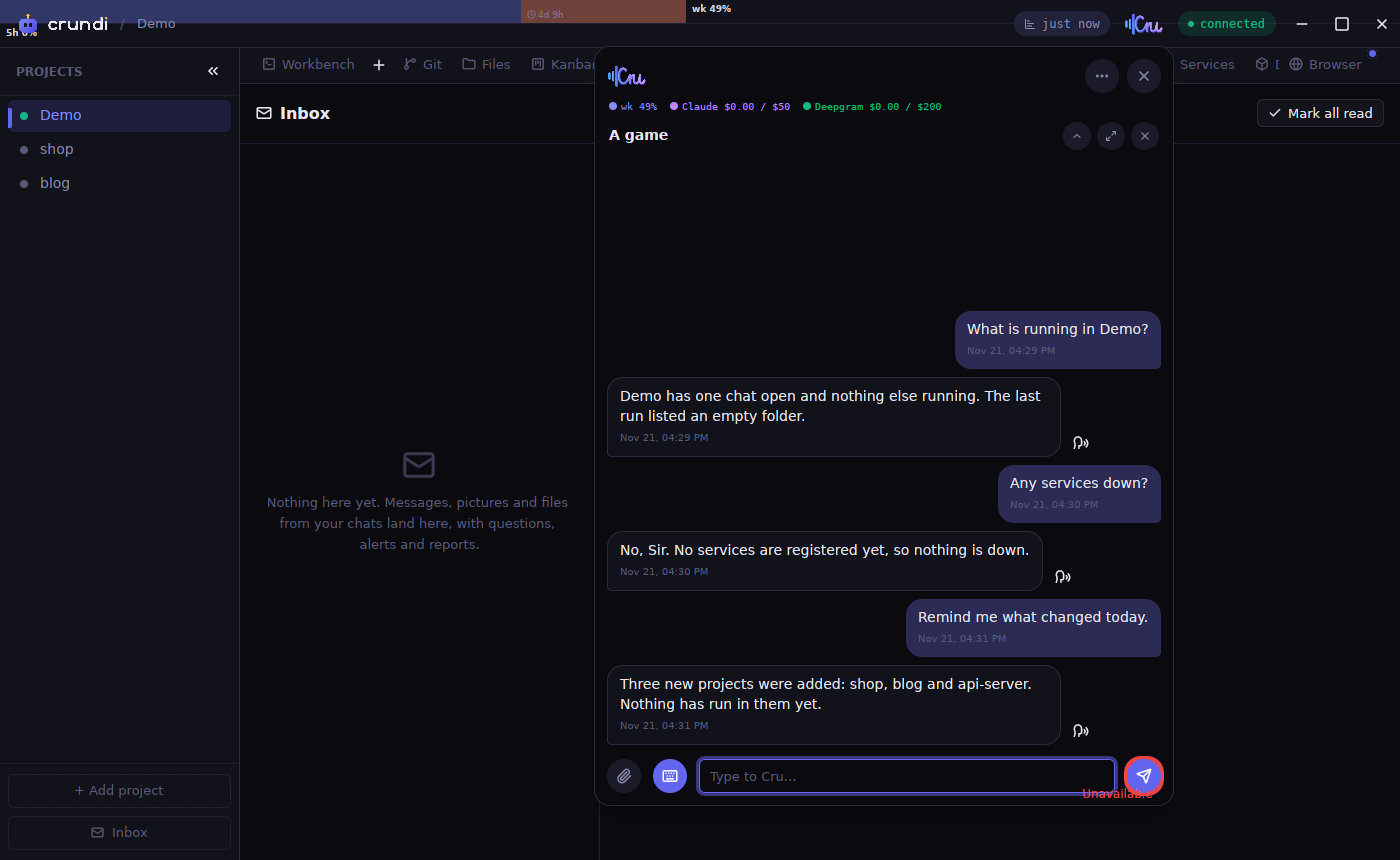 4d 9h
wk 49%
5h 0%
crundi / Demo
just now
Cru
connected
PROJECTS
Workbench
Git
Files
Services
Browser
Demo
shop
blog
Inbox
Mark all read
Cru
wk 49% Claude $0.00 / $50 Deepgram $0.00 / $200
A game
What is running in Demo?
Nov 21, 04:29 PM
Demo has one chat open and nothing else running. The last
run listed an empty folder.
Nov 21, 04:29 PM
Any services down?
Nov 21, 04:30 PM
No, Sir. No services are registered yet, so nothing is down.
Nov 21, 04:30 PM
Remind me what changed today.
Nov 21, 04:31 PM
Three new projects were added: shop, blog and api-server.
Nothing has run in them yet.
Nov 21, 04:31 PM
Nothing here yet. Messages, pictures and files
from your chats land here, with questions,
alerts and reports.
Type to Cru...
Unavailable
+ Add project
Inbox